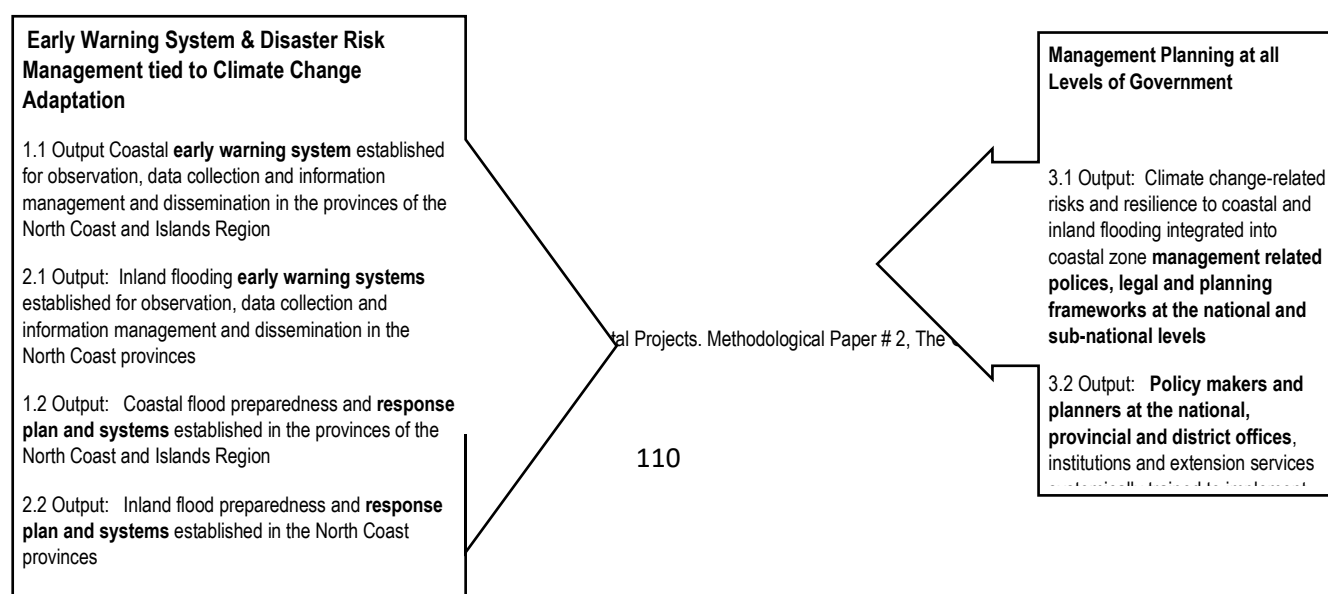 Early Warning System & Disaster Risk
Management tied to Climate Change
Adaptation
1.1 Output Coastal early warning system established
for observation, data collection and information
management and dissemination in the provinces of the
North Coast and Islands Region
2.1 Output: Inland flooding early warning systems
established for observation, data collection and
information management and dissemination in the
North Coast provinces
1.2 Output: Coastal flood preparedness and response
plan and systems established in the provinces of the
North Coast and Islands Region
2.2 Output: Inland flood preparedness and response
plan and systems established in the North Coast
provinces
tal Projects. Methodological Paper # 2, The
110
Management Planning at all
Levels of Government
3.1 Output: Climate change-related
risks and resilience to coastal and
inland flooding integrated into
coastal zone management related
polices, legal and planning
frameworks at the national and
sub-national levels
3.2 Output: Policy makers and
planners at the national,
provincial and district offices,
institutions and extension services